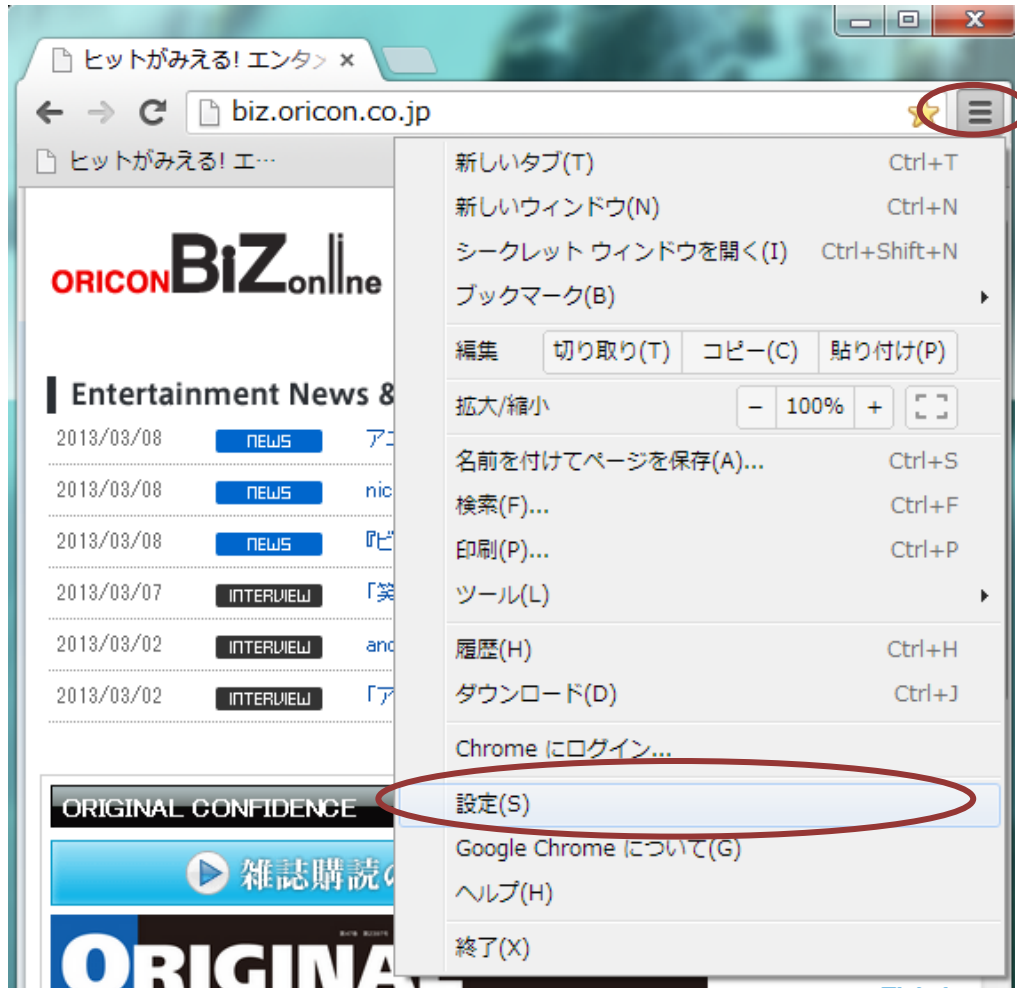 ヒットがみえる! エンタ
biz.oricon.co.jp
ヒットがみえる! エ…
新しいタブ(T) Ctrl+T
新しいウィンドウ(N) Ctrl+N
シークレット ウィンドウを開く(I) Ctrl+Shift+N
ブックマーク(B)
編集 切り取り(T) コピー(C) 貼り付け(P)
拡大/縮小 − 100% +
名前を付けてページを保存(A)... Ctrl+S
検索(F)... Ctrl+F
印刷(P)... Ctrl+P
ツール(L)
履歴(H) Ctrl+H
ダウンロード(D) Ctrl+J
Chrome にログイン...
設定(S)
Google Chrome について(G)
ヘルプ(H)
終了(X)
ORICON BiZ online
Entertainment News &
2013/03/08 NEWS ア
2013/03/08 NEWS nic
2013/03/08 NEWS 『ビ
2013/03/07 INTERVIEW 「笑
2013/03/02 INTERVIEW and
2013/03/02 INTERVIEW 「ア
ORIGINAL CONFIDENCE
雑誌購読の
ORIGINAL